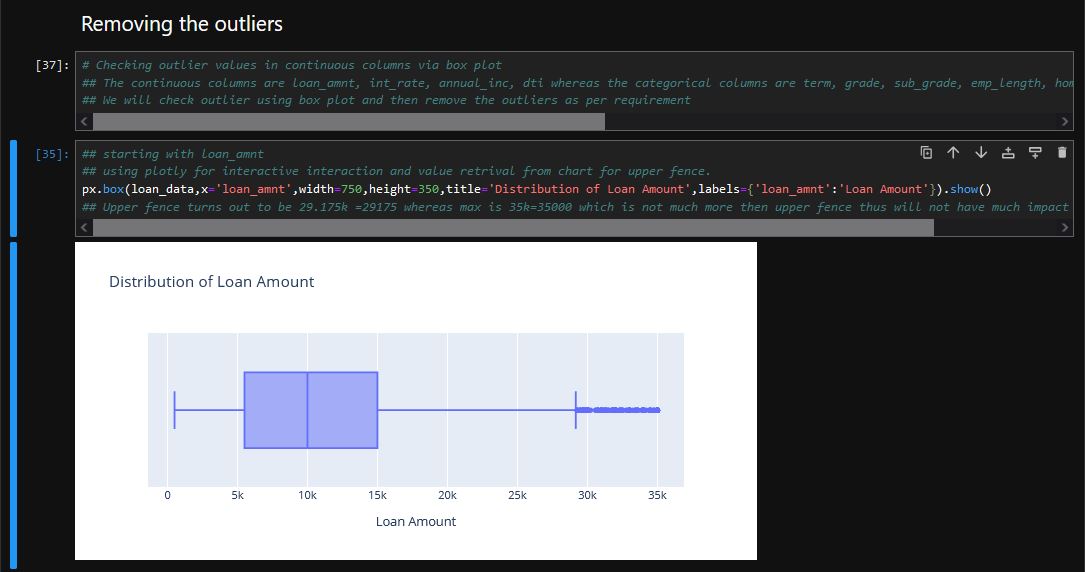 Removing the outliers
[37]:
# Checking outlier values in continuous columns via box plot
## The continuous columns are loan_amnt, int_rate, annual_inc, dti whereas the categorical columns are term, grade, sub_grade, emp_length, hom
## We will check outlier using box plot and then remove the outliers as per requirement
[35]:
## starting with loan_amnt
## using plotly for interactive interaction and value retrival from chart for upper fence.
px.box(loan_data,x='loan_amnt',width=750,height=350,title='Distribution of Loan Amount',labels={'loan_amnt':'Loan Amount'}).show()
## Upper fence turns out to be 29.175k =29175 whereas max is 35k=35000 which is not much more then upper fence thus will not have much impact
Distribution of Loan Amount
0 5k 10k 15k 20k 25k 30k 35k
Loan Amount